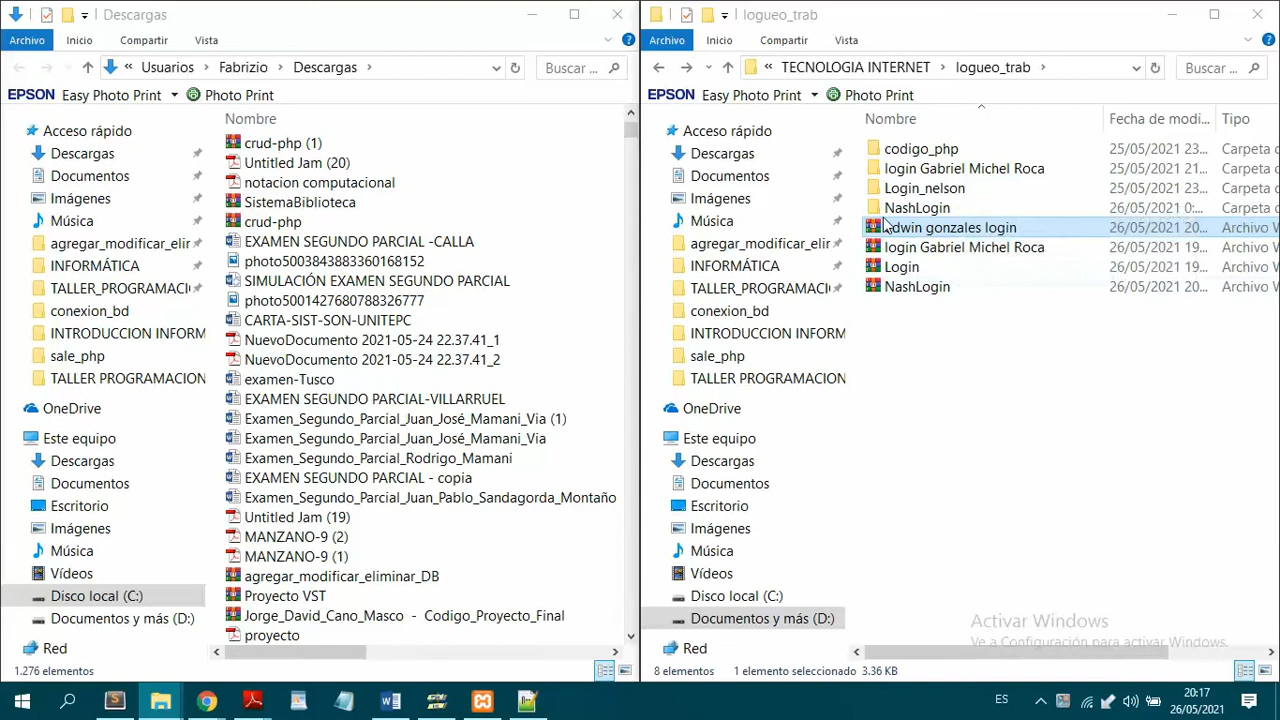 Descargas
Archivo Inicio Compartir Vista
« Usuarios > Fabrizio > Descargas > Buscar ...
EPSON Easy Photo Print Photo Print
Acceso rápido
Descargas
Documentos
Imágenes
Música
agregar_modificar_elir
INFORMÁTICA
TALLER_PROGRAMACI
conexion_bd
INTRODUCCION INFORM
sale_php
TALLER PROGRAMACION
OneDrive
Este equipo
Descargas
Documentos
Escritorio
Imágenes
Música
Vídeos
Disco local (C:)
Documentos y más (D:)
Red
Nombre
crud-php (1)
Untitled Jam (20)
notacion computacional
SistemaBiblioteca
crud-php
EXAMEN SEGUNDO PARCIAL -CALLA
photo5003843883360168152
SIMULACIÓN EXAMEN SEGUNDO PARCIAL
photo5001427680788326777
CARTA-SIST-SON-UNITEPC
NuevoDocumento 2021-05-24 22.37.41_1
NuevoDocumento 2021-05-24 22.37.41_2
examen-Tusco
EXAMEN SEGUNDO PARCIAL-VILLARRUEL
Examen_Segundo_Parcial_Juan_José_Mamani_Via (1)
Examen_Segundo_Parcial_Juan_José_Mamani_Via
Examen_Segundo_Parcial_Rodrigo_Mamani
EXAMEN SEGUNDO PARCIAL - copia
Examen_Segundo_Parcial_Juan_Pablo_Sandagorda_Montaño
Untitled Jam (19)
MANZANO-9 (2)
MANZANO-9 (1)
agregar_modificar_eliminar_DB
Proyecto VST
Jorge_David_Cano_Masco - Codigo_Proyecto_Final
proyecto
1.276 elementos
logueo_trab
Archivo Inicio Compartir Vista
« TECNOLOGIA INTERNET > logueo_trab > Buscar ...
EPSON Easy Photo Print Photo Print
Acceso rápido
Descargas
Documentos
Imágenes
Música
agregar_modificar_elir
INFORMÁTICA
TALLER_PROGRAMACI
conexion_bd
INTRODUCCION INFORM
sale_php
TALLER PROGRAMACION
OneDrive
Este equipo
Descargas
Documentos
Escritorio
Imágenes
Música
Vídeos
Disco local (C:)
Documentos y más (D:)
Red
Nombre Fecha de modi... Tipo
codigo_php 25/05/2021 23... Carpeta d
login Gabriel Michel Roca 25/05/2021 21... Carpeta d
Login_nelson 25/05/2021 23... Carpeta d
NashLogin 26/05/2021 0:... Carpeta d
dwin gonzales login 26/05/2021 20... Archivo W
login Gabriel Michel Roca 26/05/2021 19... Archivo W
Login 26/05/2021 19... Archivo W
NashLogin 26/05/2021 20... Archivo W
Activar Windows
Ve a Configuración para activar Windows.
8 elementos 1 elemento seleccionado 3.36 KB
ES
20:17
26/05/2021